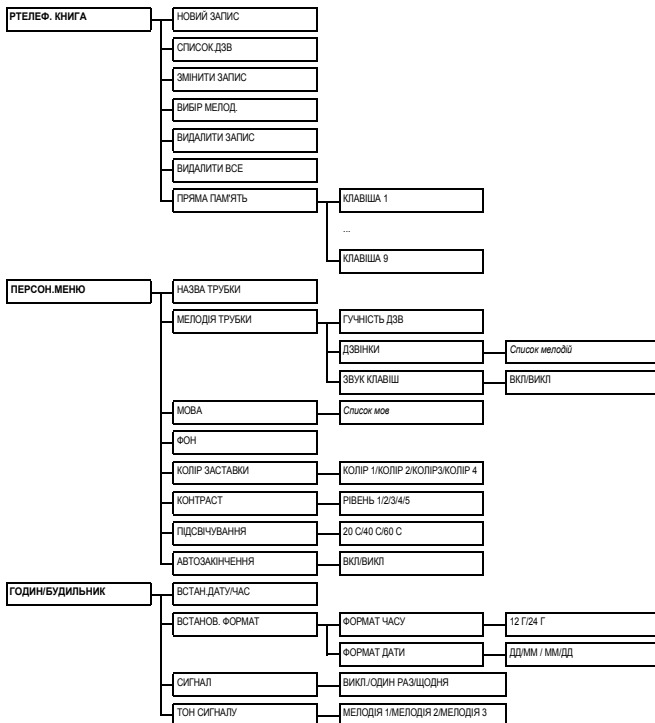 РТЕЛЕФ. КНИГА
НОВИЙ ЗАПИС
СПИСОК.ДЗВ
ЗМІНИТИ ЗАПИС
ВИБІР МЕЛОД.
ВИДАЛИТИ ЗАПИС
ВИДАЛИТИ ВСЕ
ПРЯМА ПАМ'ЯТЬ
КЛАВІША 1
...
КЛАВІША 9
ПЕРСОН.МЕНЮ
НАЗВА ТРУБКИ
МЕЛОДІЯ ТРУБКИ
ГУЧНІСТЬ ДЗВ
ДЗВІНКИ
Список мелодій
ЗВУК КЛАВІШ
ВКЛ/ВИКЛ
МОВА
Список мов
ФОН
КОЛІР ЗАСТАВКИ
КОЛІР 1/КОЛІР 2/КОЛІР3/КОЛІР 4
КОНТРАСТ
РІВЕНЬ 1/2/3/4/5
ПІДСВІЧУВАННЯ
20 С/40 С/60 С
АВТОЗАКІНЧЕННЯ
ВКЛ/ВИКЛ
ГОДИН/БУДИЛЬНИК
ВСТАН.ДАТУ/ЧАС
ВСТАНОВ. ФОРМАТ
ФОРМАТ ЧАСУ
12 Г/24 Г
ФОРМАТ ДАТИ
ДД/ММ / ММ/ДД
СИГНАЛ
ВИКЛ./ОДИН РАЗ/ЩОДНЯ
ТОН СИГНАЛУ
МЕЛОДІЯ 1/МЕЛОДІЯ 2/МЕЛОДІЯ 3